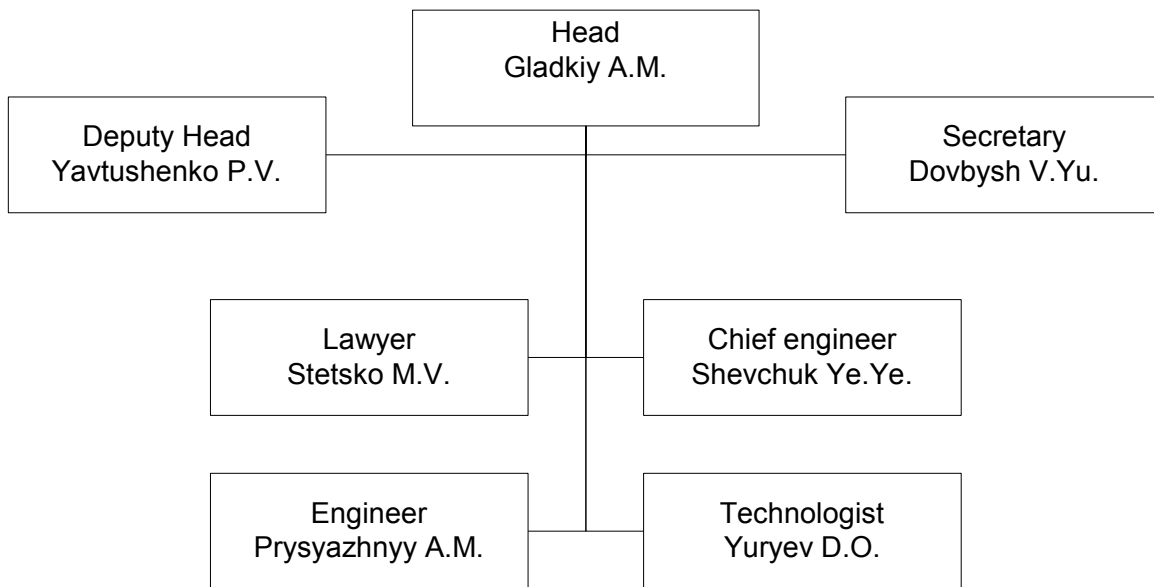 Head
Gladkiy A.M.
Deputy Head
Yavtushenko P.V.
Secretary
Dovbysh V.Yu.
Lawyer
Stetsko M.V.
Chief engineer
Shevchuk Ye.Ye.
Engineer
Prysyazhnyy A.M.
Technologist
Yuryev D.O.